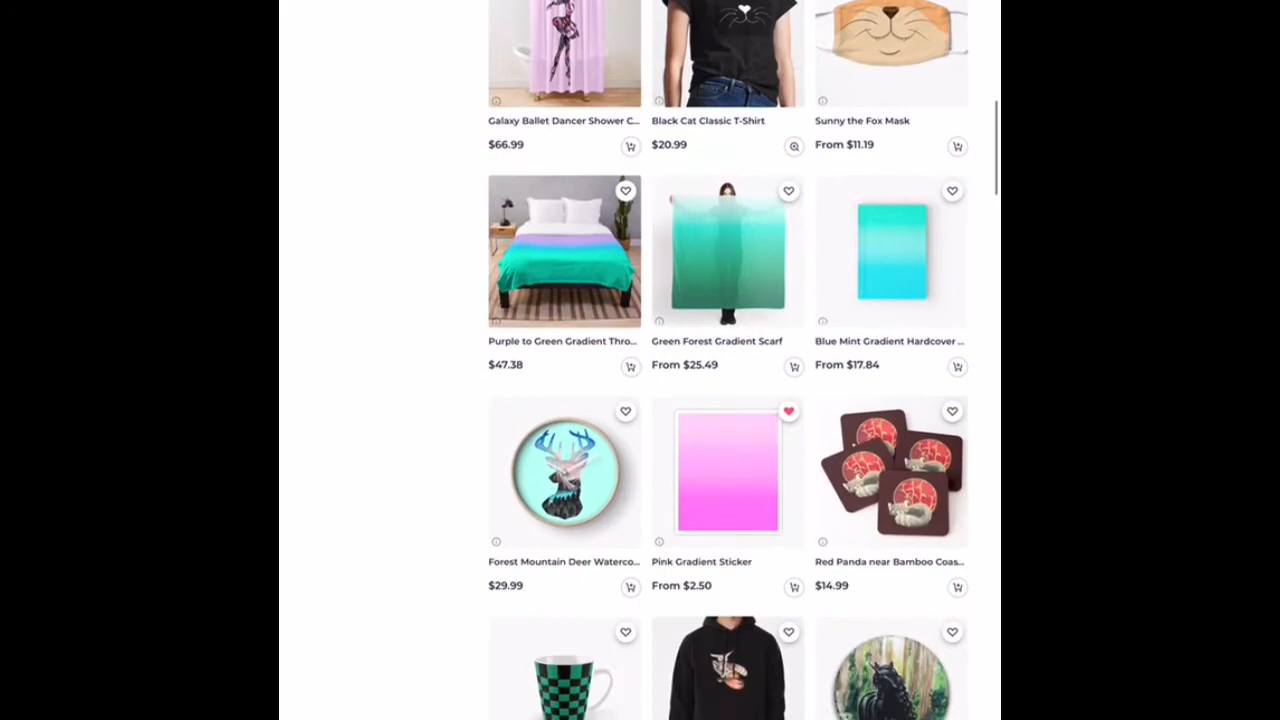 Galaxy Ballet Dancer Shower C...
Black Cat Classic T-Shirt
Sunny the Fox Mask
$66.99
$20.99
From $11.19
Purple to Green Gradient Thro...
Green Forest Gradient Scarf
Blue Mint Gradient Hardcover ...
$47.38
From $25.49
From $17.84
Forest Mountain Deer Waterco...
Pink Gradient Sticker
Red Panda near Bamboo Coas...
$29.99
From $2.50
$14.99